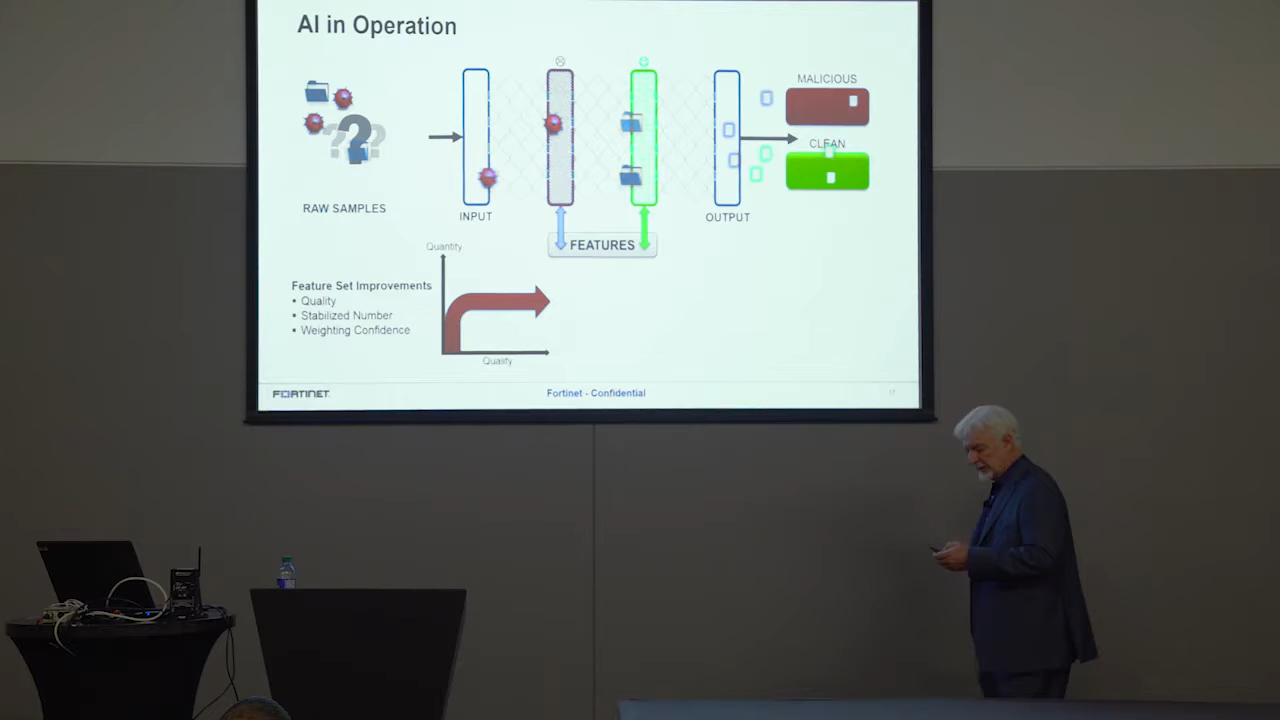 AI in Operation
MALICIOUS
CLEAN
RAW SAMPLES
INPUT
OUTPUT
FEATURES
Quantity
Feature Set Improvements
• Quality
• Stabilized Number
• Weighting Confidence
Quality
FORTINET
Fortinet - Confidential